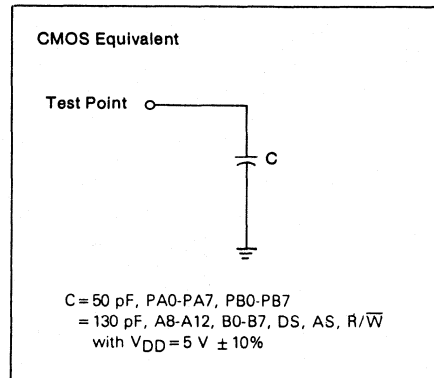 CMOS Equivalent
Test Point
C
C = 50 pF, PA0-PA7, PB0-PB7
= 130 pF, A8-A12, B0-B7, DS, AS, R/W̅
with VDD = 5 V ± 10%